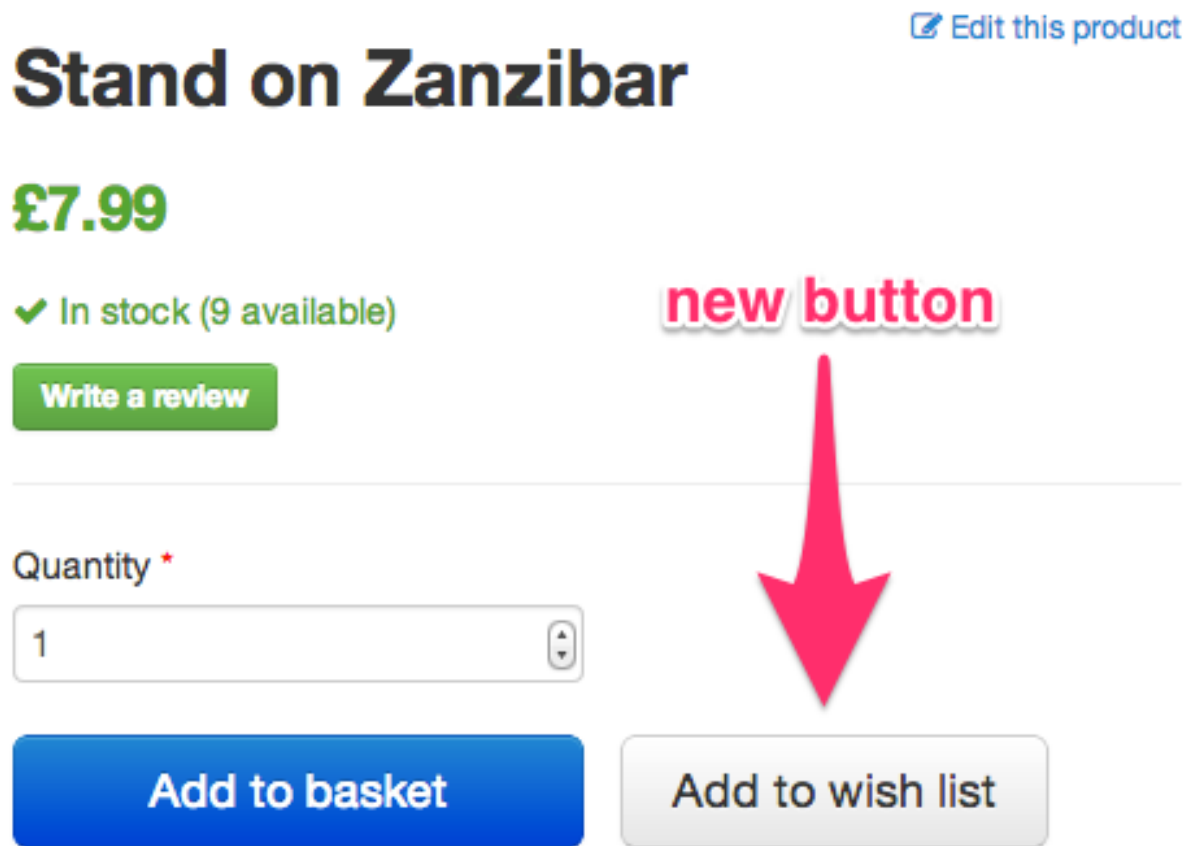 Edit this product
Stand on Zanzibar
£7.99
In stock (9 available)
new button
Write a review
Quantity *
1
Add to basket
Add to wish list